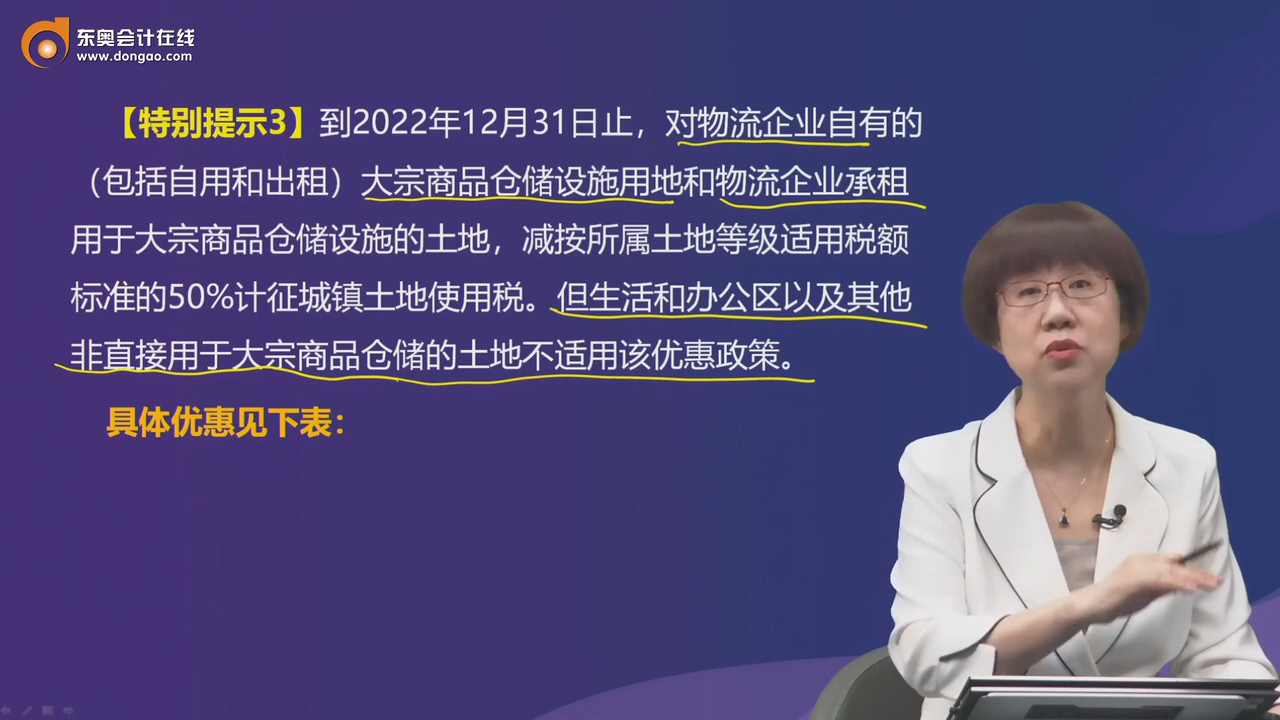 东奥会计在线
www.dongao.com
【特别提示3】到2022年12月31日止，对物流企业自有的
（包括自用和出租）大宗商品仓储设施用地和物流企业承租
用于大宗商品仓储设施的土地，减按所属土地等级适用税额
标准的50%计征城镇土地使用税。但生活和办公区以及其他
非直接用于大宗商品仓储的土地不适用该优惠政策。
具体优惠见下表：